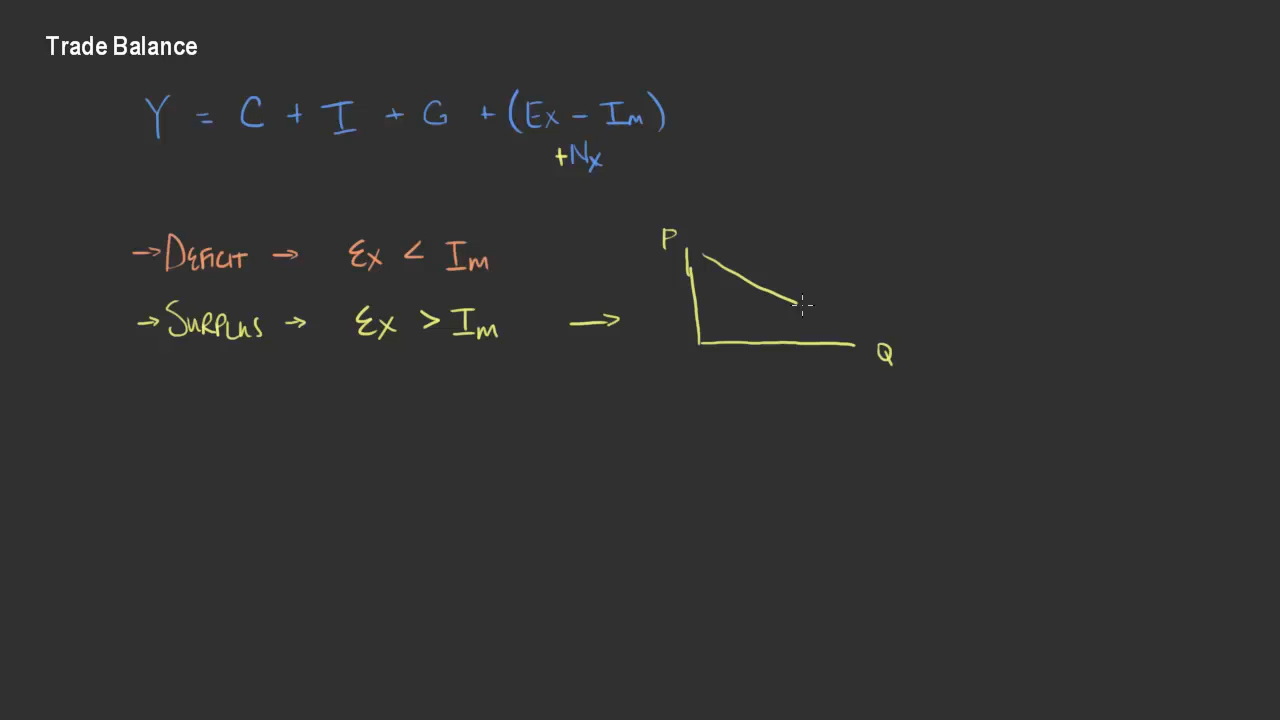 Trade Balance
Y = C + I + G + (Ex - Im)
+Nx
→ DEFICIT → Ex < Im
→ SURPLUS → Ex > Im →
P
Q